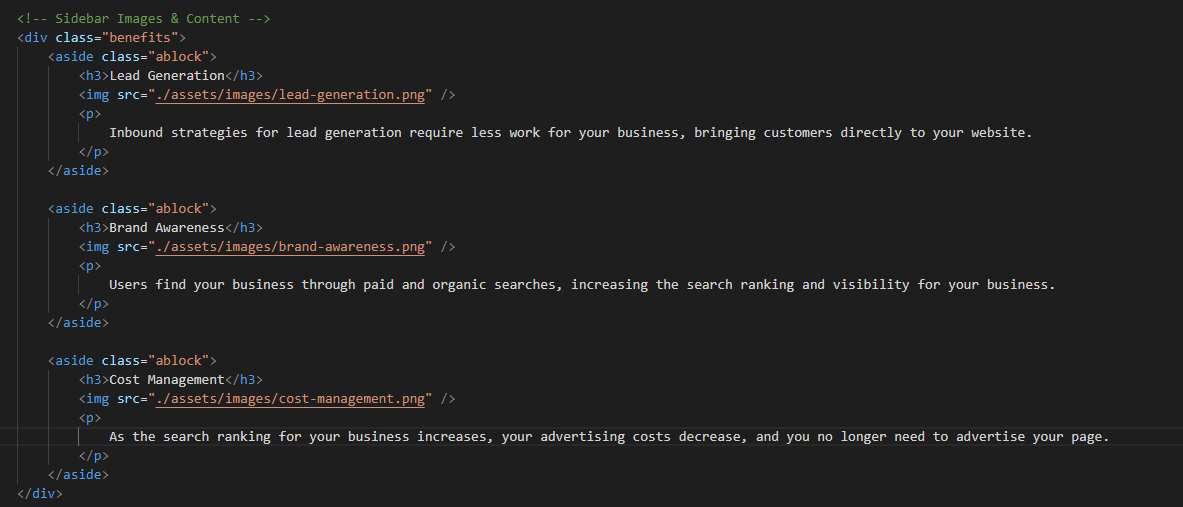 <!-- Sidebar Images & Content -->
<div class="benefits">
<aside class="ablock">
<h3>Lead Generation</h3>
<img src="./assets/images/lead-generation.png" />
<p>
Inbound strategies for lead generation require less work for your business, bringing customers directly to your website.
</p>
</aside>
<aside class="ablock">
<h3>Brand Awareness</h3>
<img src="./assets/images/brand-awareness.png" />
<p>
Users find your business through paid and organic searches, increasing the search ranking and visibility for your business.
</p>
</aside>
<aside class="ablock">
<h3>Cost Management</h3>
<img src="./assets/images/cost-management.png" />
<p>
As the search ranking for your business increases, your advertising costs decrease, and you no longer need to advertise your page.
</p>
</aside>
</div>